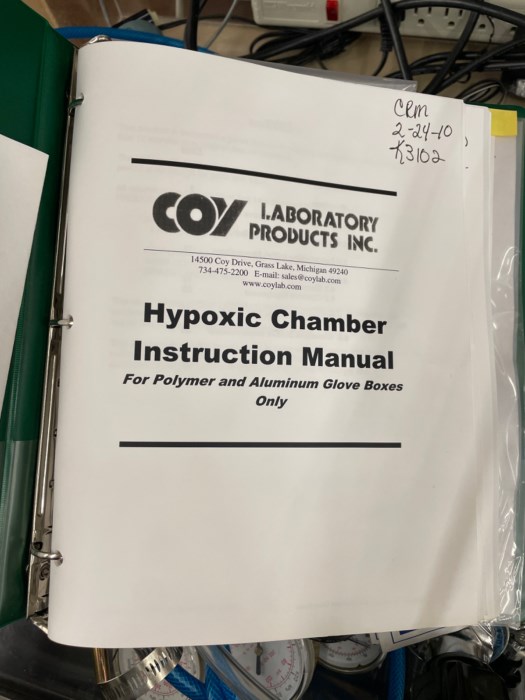 CRM
2-24-10
K3102
COY LABORATORY
PRODUCTS INC.
14500 Coy Drive, Grass Lake, Michigan 49240
734-475-2200 E-mail: sales@coylab.com
www.coylab.com
Hypoxic Chamber
Instruction Manual
For Polymer and Aluminum Glove Boxes
Only